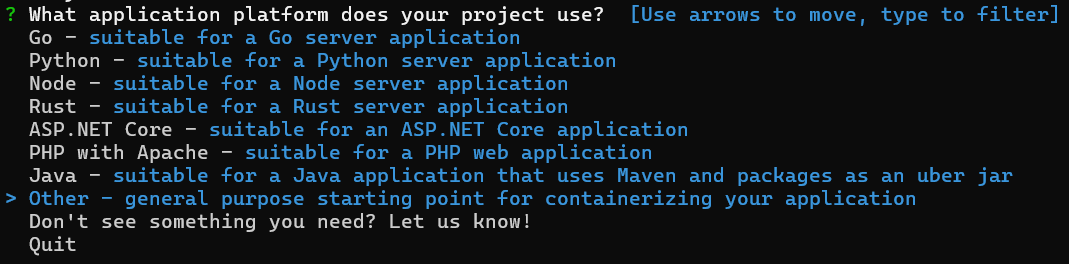 ? What application platform does your project use?  [Use arrows to move, type to filter]
Go - suitable for a Go server application
Python - suitable for a Python server application
Node - suitable for a Node server application
Rust - suitable for a Rust server application
ASP.NET Core - suitable for an ASP.NET Core application
PHP with Apache - suitable for a PHP web application
Java - suitable for a Java application that uses Maven and packages as an uber jar
> Other - general purpose starting point for containerizing your application
Don't see something you need? Let us know!
Quit